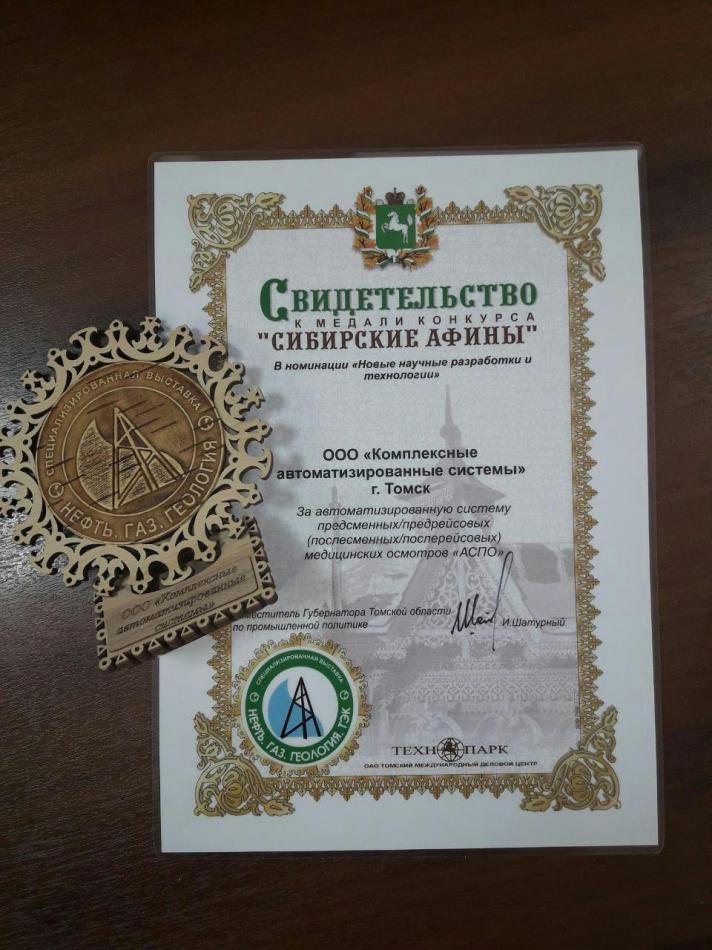 СВИДЕТЕЛЬСТВО
К МЕДАЛИ КОНКУРСА
"СИБИРСКИЕ АФИНЫ"
В номинации «Новые научные разработки и
технологии»
ООО «Комплексные
автоматизированные системы»
г. Томск
За автоматизированную систему
предсменных/предрейсовых
(послесменных/послерейсовых)
медицинских осмотров «АСПО»
Губернатора Томской области
по промышленной политике
И.Шатурный
СПЕЦИАЛИЗИРОВАННАЯ ВЫСТАВКА
НЕФТЬ. ГАЗ. ГЕОЛОГИЯ. ТЭК
ТЕХНОПАРК
ОАО ТОМСКИЙ МЕЖДУНАРОДНЫЙ ДЕЛОВОЙ ЦЕНТР
СПЕЦИАЛИЗИРОВАННАЯ ВЫСТАВКА
НЕФТЬ. ГАЗ. ГЕОЛОГИЯ
ООО «Комплексные
автоматизированные
системы»